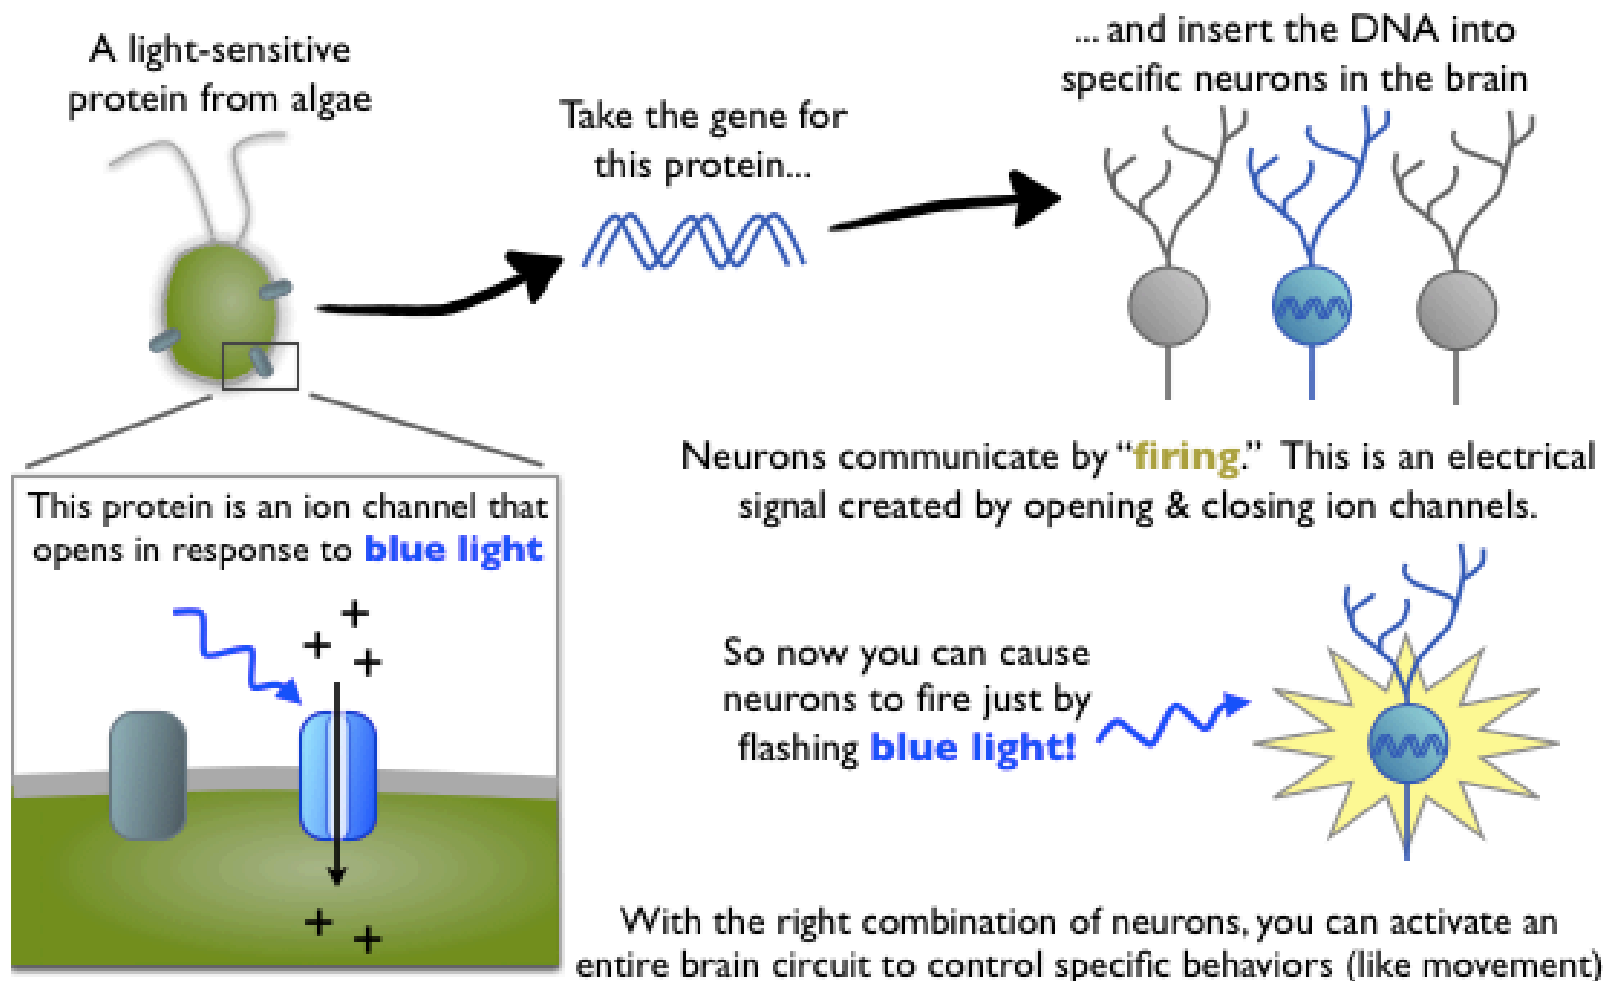 A light-sensitive
protein from algae
Take the gene for
this protein...
... and insert the DNA into
specific neurons in the brain
This protein is an ion channel that
opens in response to blue light
+
+
+
+
+
Neurons communicate by “firing.” This is an electrical
signal created by opening & closing ion channels.
So now you can cause
neurons to fire just by
flashing blue light!
With the right combination of neurons, you can activate an
entire brain circuit to control specific behaviors (like movement)